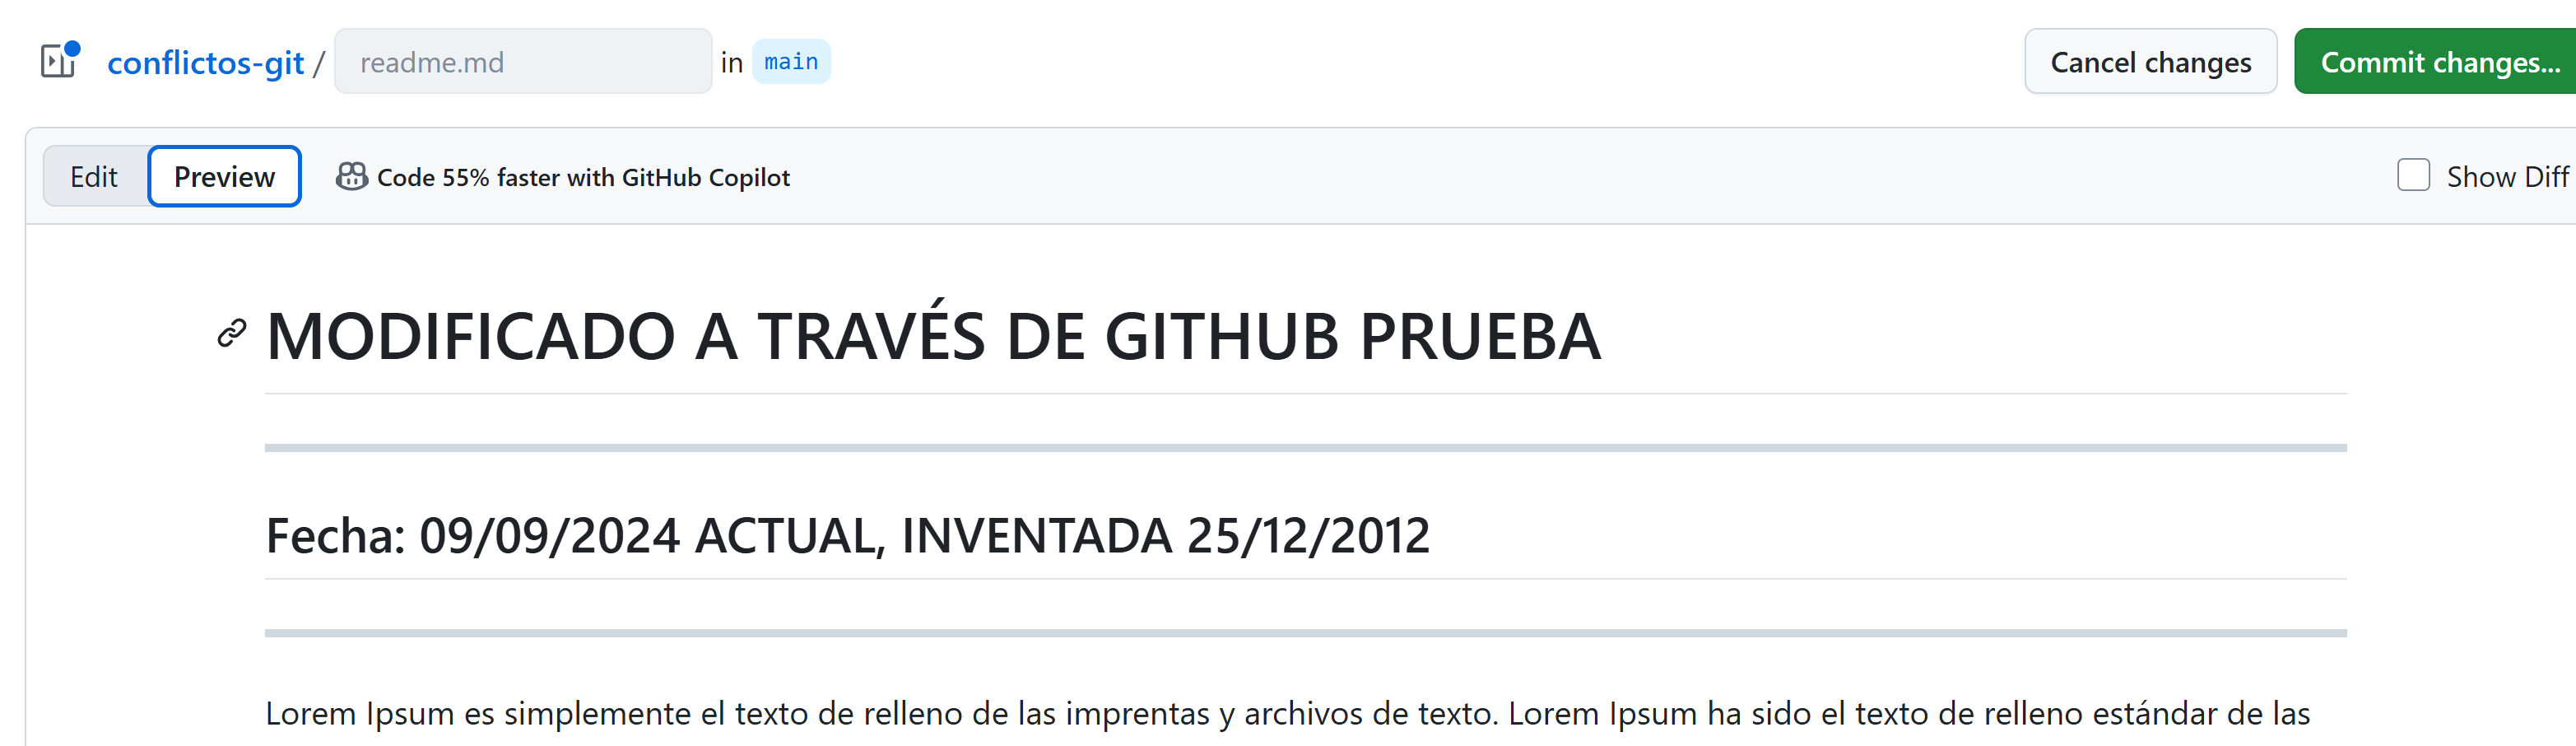 conflictos-git / readme.md in main Cancel changes Commit changes...
Edit Preview Code 55% faster with GitHub Copilot Show Diff
MODIFICADO A TRAVÉS DE GITHUB PRUEBA
Fecha: 09/09/2024 ACTUAL, INVENTADA 25/12/2012
Lorem Ipsum es simplemente el texto de relleno de las imprentas y archivos de texto. Lorem Ipsum ha sido el texto de relleno estándar de las